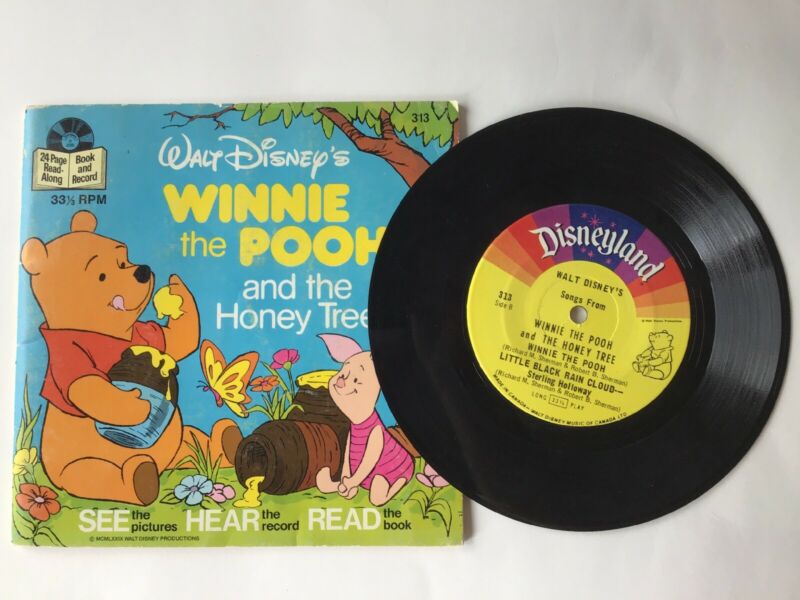 313
WALT DISNEY'S
WINNIE
the POOH
and the
Honey Tree
24 Page
Read-
Along
Book
and
Record
33⅓ RPM
SEE the pictures HEAR the record READ the book
© MCMLXXIX WALT DISNEY PRODUCTIONS
Disneyland
WALT DISNEY'S
313
Side B
Songs From
WINNIE THE POOH
and THE HONEY TREE
WINNIE THE POOH
(Richard M. Sherman & Robert B. Sherman)
LITTLE BLACK RAIN CLOUD—
Sterling Holloway
(Richard M. Sherman & Robert B. Sherman)
LONG 33⅓ PLAY
MADE IN CANADA – WALT DISNEY MUSIC OF CANADA LTD